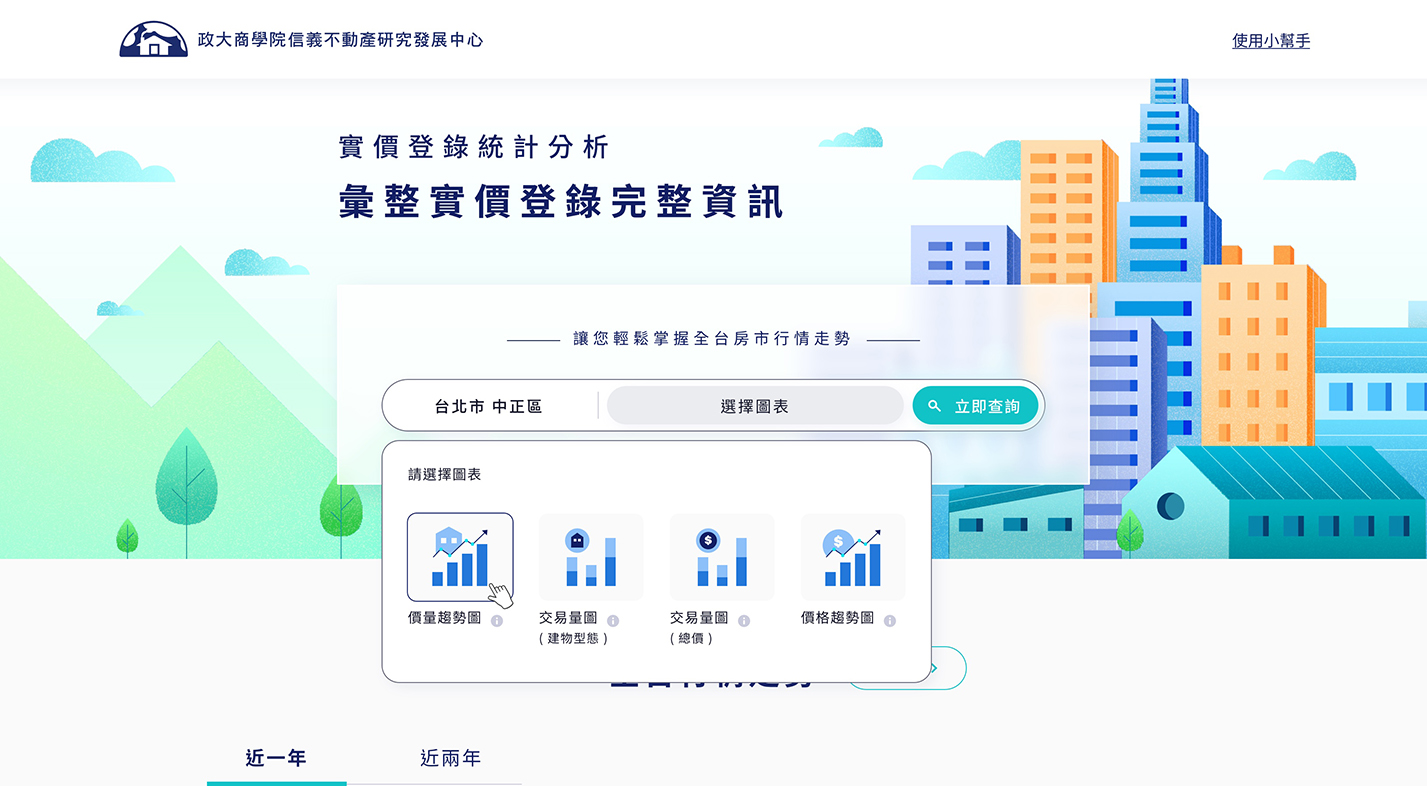 政大商學院信義不動產研究發展中心
使用小幫手
實價登錄統計分析
彙整實價登錄完整資訊
讓您輕鬆掌握全台房市行情走勢
台北市 中正區
選擇圖表
立即查詢
請選擇圖表
價量趨勢圖
交易量圖
( 建物型態 )
交易量圖
( 總價 )
價格趨勢圖
近一年
近兩年